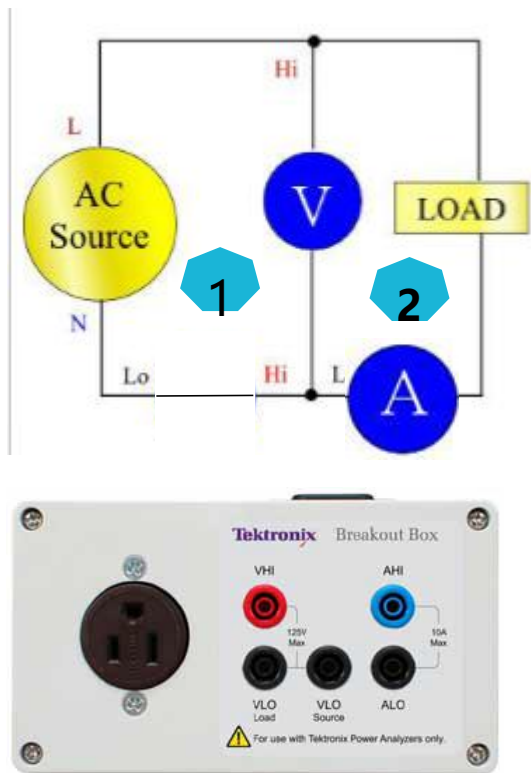 Hi
L
AC
Source
V
LOAD
1
2
N
Lo
Hi
L
A
Tektronix Breakout Box
VHI
AHI
125V
Max
10A
Max
VLO
Load
VLO
Source
ALO
For use with Tektronix Power Analyzers only.